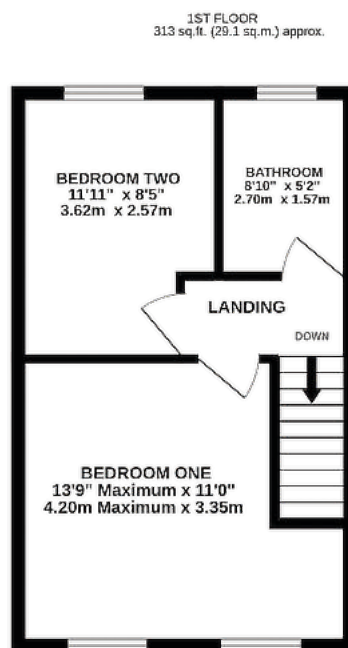 1ST FLOOR
313 sq.ft. (29.1 sq.m.) approx.
BEDROOM TWO
11'11" x 8'5"
3.62m x 2.57m
BATHROOM
8'10" x 5'2"
2.70m x 1.57m
LANDING
DOWN
BEDROOM ONE
13'9" Maximum x 11'0"
4.20m Maximum x 3.35m